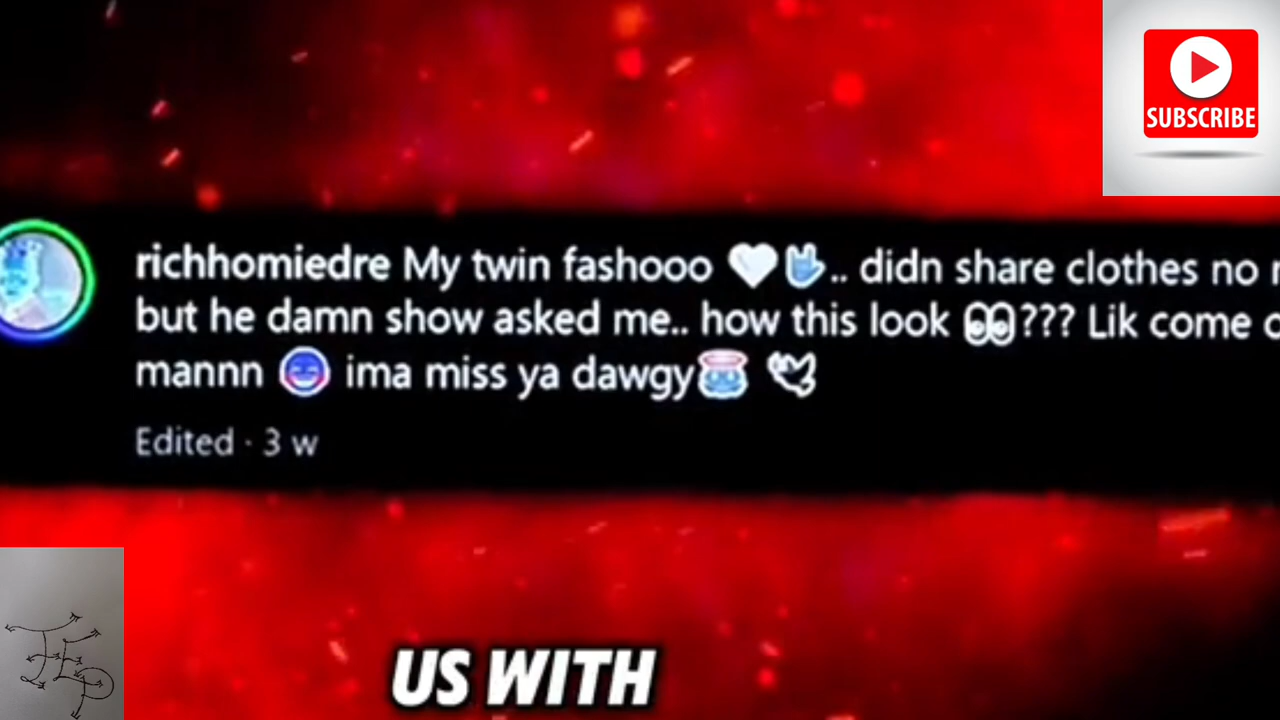 SUBSCRIBE
richhomiedre My twin fashooo 🤍🤟.. didn share clothes no
but he damn show asked me.. how this look 👀??? Lik come
mannn 😅 ima miss ya dawgy😇 🕊
Edited · 3 w
US WITH